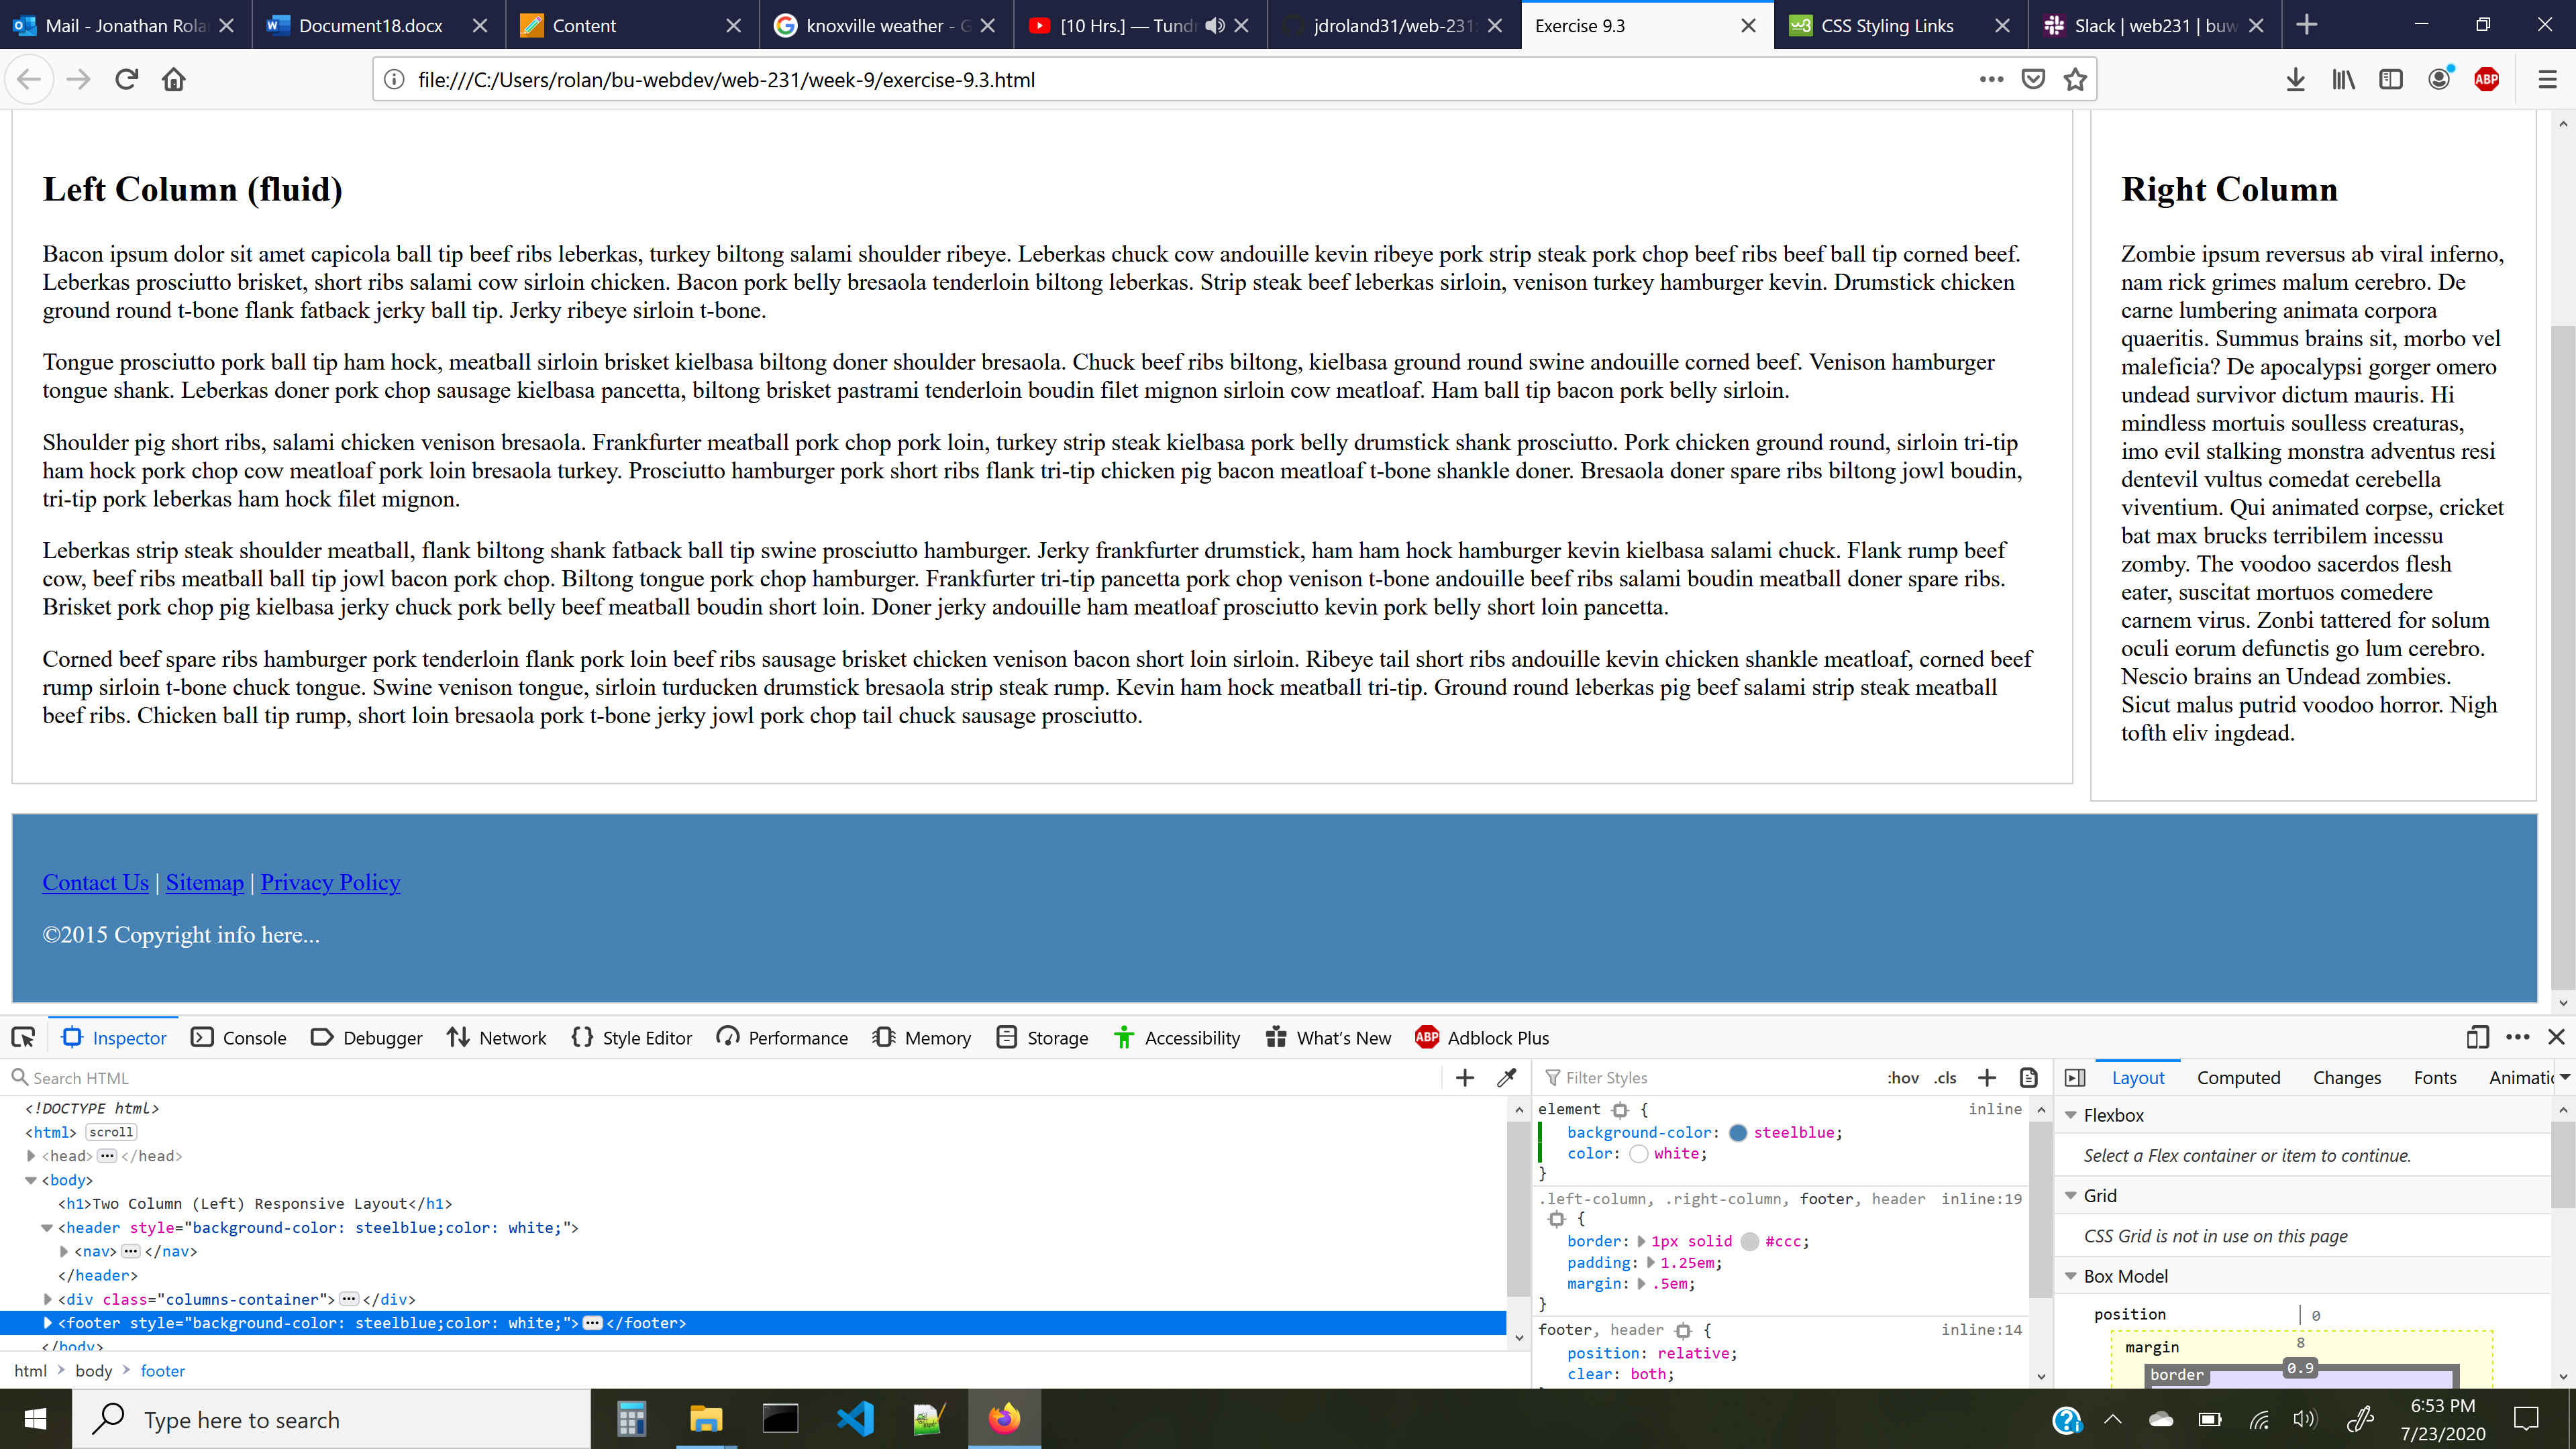 Mail - Jonathan Rola
Document18.docx
Content
knoxville weather - G
[10 Hrs.] — Tundr
jdroland31/web-231:
Exercise 9.3
CSS Styling Links
Slack | web231 | buw
file:///C:/Users/rolan/bu-webdev/web-231/week-9/exercise-9.3.html
ABP
Left Column (fluid)
Bacon ipsum dolor sit amet capicola ball tip beef ribs leberkas, turkey biltong salami shoulder ribeye. Leberkas chuck cow andouille kevin ribeye pork strip steak pork chop beef ribs beef ball tip corned beef.
Leberkas prosciutto brisket, short ribs salami cow sirloin chicken. Bacon pork belly bresaola tenderloin biltong leberkas. Strip steak beef leberkas sirloin, venison turkey hamburger kevin. Drumstick chicken
ground round t-bone flank fatback jerky ball tip. Jerky ribeye sirloin t-bone.
Tongue prosciutto pork ball tip ham hock, meatball sirloin brisket kielbasa biltong doner shoulder bresaola. Chuck beef ribs biltong, kielbasa ground round swine andouille corned beef. Venison hamburger
tongue shank. Leberkas doner pork chop sausage kielbasa pancetta, biltong brisket pastrami tenderloin boudin filet mignon sirloin cow meatloaf. Ham ball tip bacon pork belly sirloin.
Shoulder pig short ribs, salami chicken venison bresaola. Frankfurter meatball pork chop pork loin, turkey strip steak kielbasa pork belly drumstick shank prosciutto. Pork chicken ground round, sirloin tri-tip
ham hock pork chop cow meatloaf pork loin bresaola turkey. Prosciutto hamburger pork short ribs flank tri-tip chicken pig bacon meatloaf t-bone shankle doner. Bresaola doner spare ribs biltong jowl boudin,
tri-tip pork leberkas ham hock filet mignon.
Leberkas strip steak shoulder meatball, flank biltong shank fatback ball tip swine prosciutto hamburger. Jerky frankfurter drumstick, ham ham hock hamburger kevin kielbasa salami chuck. Flank rump beef
cow, beef ribs meatball ball tip jowl bacon pork chop. Biltong tongue pork chop hamburger. Frankfurter tri-tip pancetta pork chop venison t-bone andouille beef ribs salami boudin meatball doner spare ribs.
Brisket pork chop pig kielbasa jerky chuck pork belly beef meatball boudin short loin. Doner jerky andouille ham meatloaf prosciutto kevin pork belly short loin pancetta.
Corned beef spare ribs hamburger pork tenderloin flank pork loin beef ribs sausage brisket chicken venison bacon short loin sirloin. Ribeye tail short ribs andouille kevin chicken shankle meatloaf, corned beef
rump sirloin t-bone chuck tongue. Swine venison tongue, sirloin turducken drumstick bresaola strip steak rump. Kevin ham hock meatball tri-tip. Ground round leberkas pig beef salami strip steak meatball
beef ribs. Chicken ball tip rump, short loin bresaola pork t-bone jerky jowl pork chop tail chuck sausage prosciutto.
Right Column
Zombie ipsum reversus ab viral inferno,
nam rick grimes malum cerebro. De
carne lumbering animata corpora
quaeritis. Summus brains sit, morbo vel
maleficia? De apocalypsi gorger omero
undead survivor dictum mauris. Hi
mindless mortuis soulless creaturas,
imo evil stalking monstra adventus resi
dentevil vultus comedat cerebella
viventium. Qui animated corpse, cricket
bat max brucks terribilem incessu
zomby. The voodoo sacerdos flesh
eater, suscitat mortuos comedere
carnem virus. Zonbi tattered for solum
oculi eorum defunctis go lum cerebro.
Nescio brains an Undead zombies.
Sicut malus putrid voodoo horror. Nigh
tofth eliv ingdead.
Contact Us | Sitemap | Privacy Policy
©2015 Copyright info here...
Inspector Console Debugger Network Style Editor Performance Memory Storage Accessibility What's New ABP Adblock Plus
Search HTML
<!DOCTYPE html>
<html> scroll
<head> ••• </head>
<body>
<h1>Two Column (Left) Responsive Layout</h1>
<header style="background-color: steelblue;color: white;">
<nav> ••• </nav>
</header>
<div class="columns-container"> ••• </div>
<footer style="background-color: steelblue;color: white;"> ••• </footer>
</body>
html > body > footer
Filter Styles :hov .cls
element { inline
background-color: steelblue;
color: white;
}
.left-column, .right-column, footer, header inline:19
{
border: 1px solid #ccc;
padding: 1.25em;
margin: .5em;
}
footer, header { inline:14
position: relative;
clear: both;
Layout Computed Changes Fonts Animatic
Flexbox
Select a Flex container or item to continue.
Grid
CSS Grid is not in use on this page
Box Model
position 0
margin 8
border 0.9
Type here to search
6:53 PM
7/23/2020